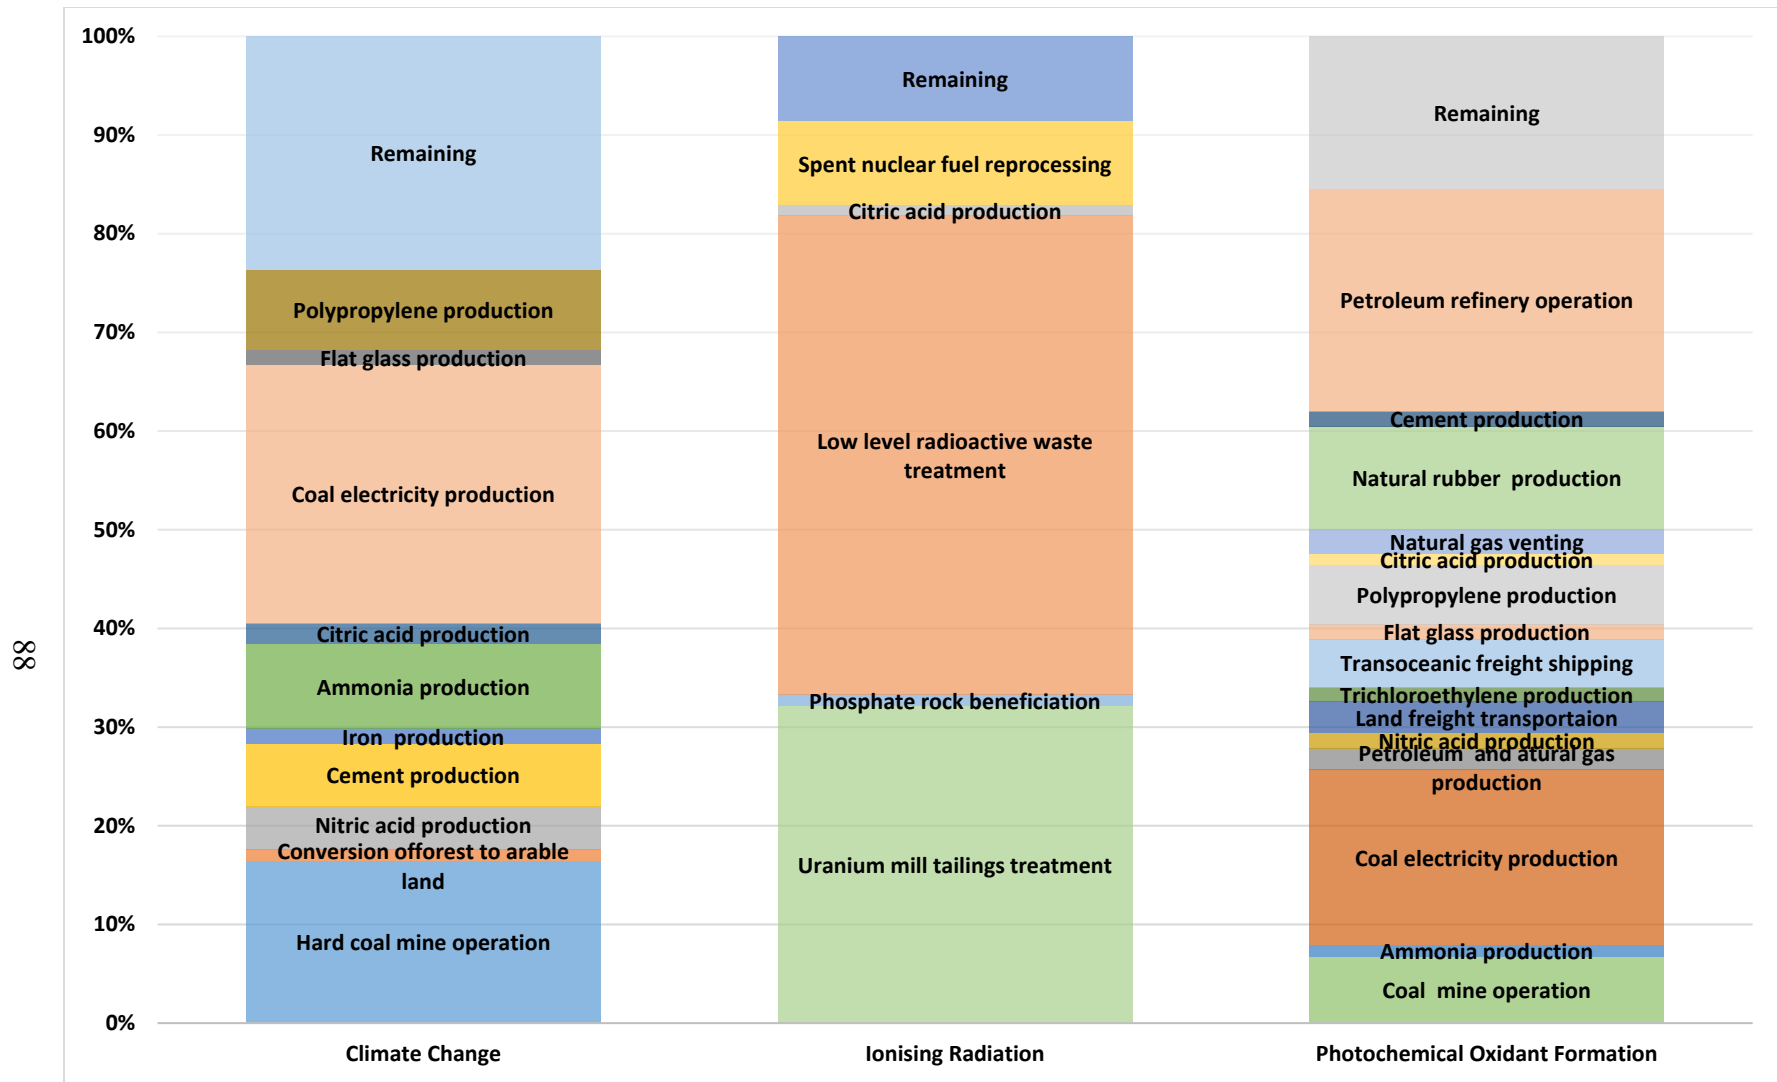 100%
90%
80%
70%
60%
50%
40%
30%
20%
10%
0%
Remaining
Polypropylene production
Flat glass production
Coal electricity production
Citric acid production
Ammonia production
Iron  production
Cement production
Nitric acid production
Conversion offorest to arable
land
Hard coal mine operation
Climate Change
Remaining
Spent nuclear fuel reprocessing
Citric acid production
Low level radioactive waste
treatment
Phosphate rock beneficiation
Uranium mill tailings treatment
Ionising Radiation
Remaining
Petroleum refinery operation
Cement production
Natural rubber  production
Natural gas venting
Citric acid production
Polypropylene production
Flat glass production
Transoceanic freight shipping
Trichloroethylene production
Land freight transportaion
Nitric acid production
Petroleum  and atural gas
production
Coal electricity production
Ammonia production
Coal  mine operation
Photochemical Oxidant Formation
88